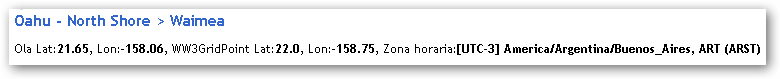 Oahu - North Shore > Waimea
Ola Lat:21.65, Lon:-158.06, WW3GridPoint Lat:22.0, Lon:-158.75, Zona horaria:[UTC-3] America/Argentina/Buenos_Aires, ART (ARST)